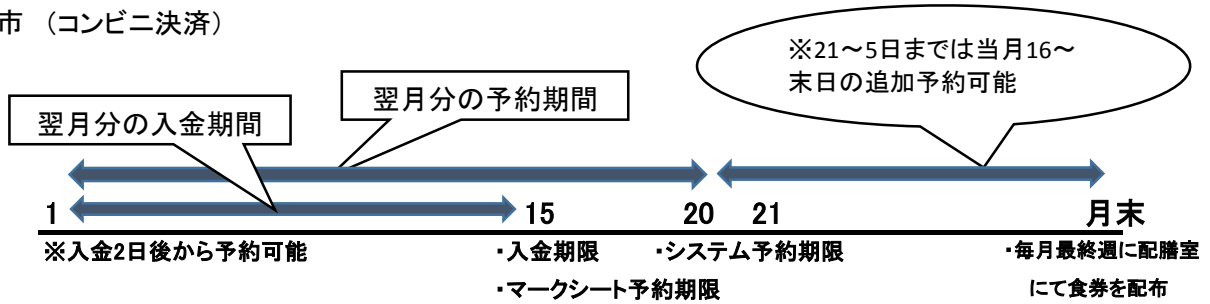 市 （コンビニ決済）
※21～5日までは当月16～
末日の追加予約可能
翌月分の予約期間
翌月分の入金期間
1 15 20 21 月末
※入金2日後から予約可能 ・入金期限 ・システム予約期限 ・毎月最終週に配膳室
・マークシート予約期限 にて食券を配布